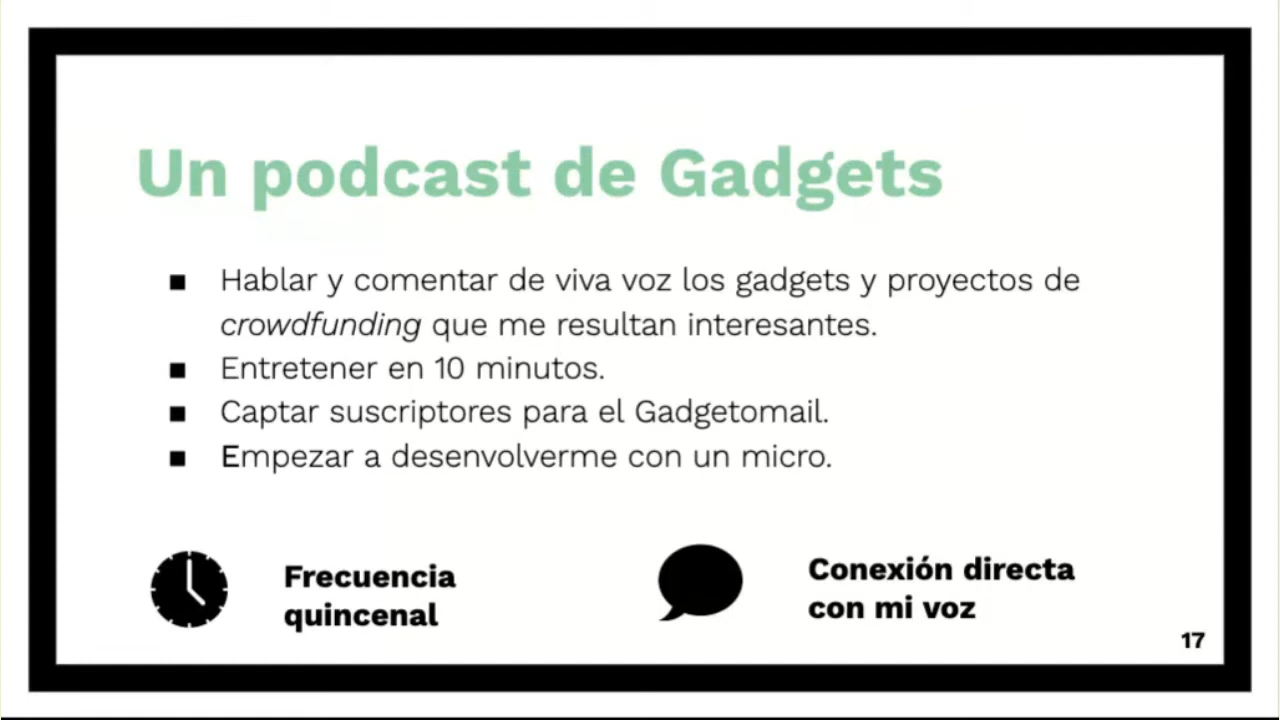 Un podcast de Gadgets
■ Hablar y comentar de viva voz los gadgets y proyectos de
crowdfunding que me resultan interesantes.
■ Entretener en 10 minutos.
■ Captar suscriptores para el Gadgetomail.
■ Empezar a desenvolverme con un micro.
Frecuencia
quincenal
Conexión directa
con mi voz
17